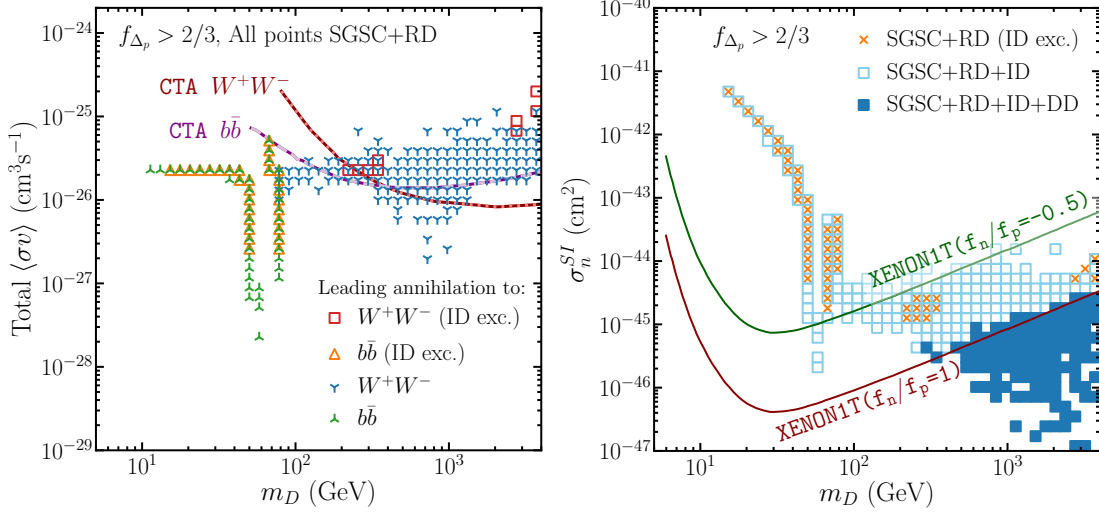 f_{Δ_p} > 2/3, All points SGSC+RD
CTA W⁺W⁻
CTA bb̄
Leading annihilation to:
W⁺W⁻ (ID exc.)
bb̄ (ID exc.)
W⁺W⁻
bb̄
Total ⟨σv⟩ (cm³s⁻¹)
10⁻²⁴
10⁻²⁵
10⁻²⁶
10⁻²⁷
10⁻²⁸
10⁻²⁹
10¹
10²
10³
m_D (GeV)
f_{Δ_p} > 2/3
SGSC+RD (ID exc.)
SGSC+RD+ID
SGSC+RD+ID+DD
XENON1T(f_n/f_p=-0.5)
XENON1T(f_n/f_p=1)
σ_n^{SI} (cm²)
10⁻⁴⁰
10⁻⁴¹
10⁻⁴²
10⁻⁴³
10⁻⁴⁴
10⁻⁴⁵
10⁻⁴⁶
10⁻⁴⁷
10¹
10²
10³
m_D (GeV)